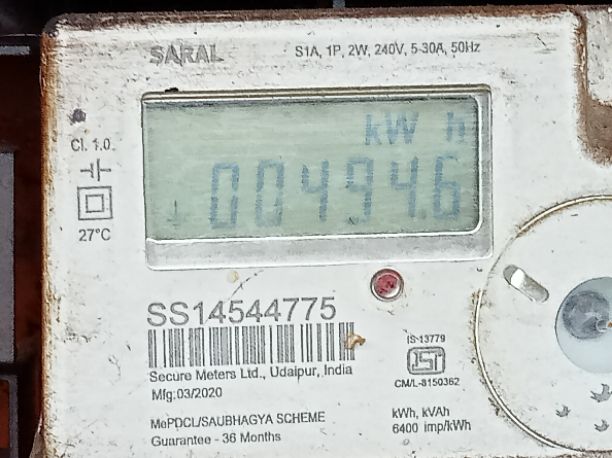 SARAL
S1A, 1P, 2W, 240V, 5-30A, 50Hz
kW h
Cl. 1.0.
00494.6
27°C
SS14544775
IS-13779
ISI
Secure Meters Ltd., Udaipur, India
CM/L-8150362
Mfg:03/2020
MePDCL/SAUBHAGYA SCHEME
kWh, kVAh
Guarantee - 36 Months
6400 imp/kWh